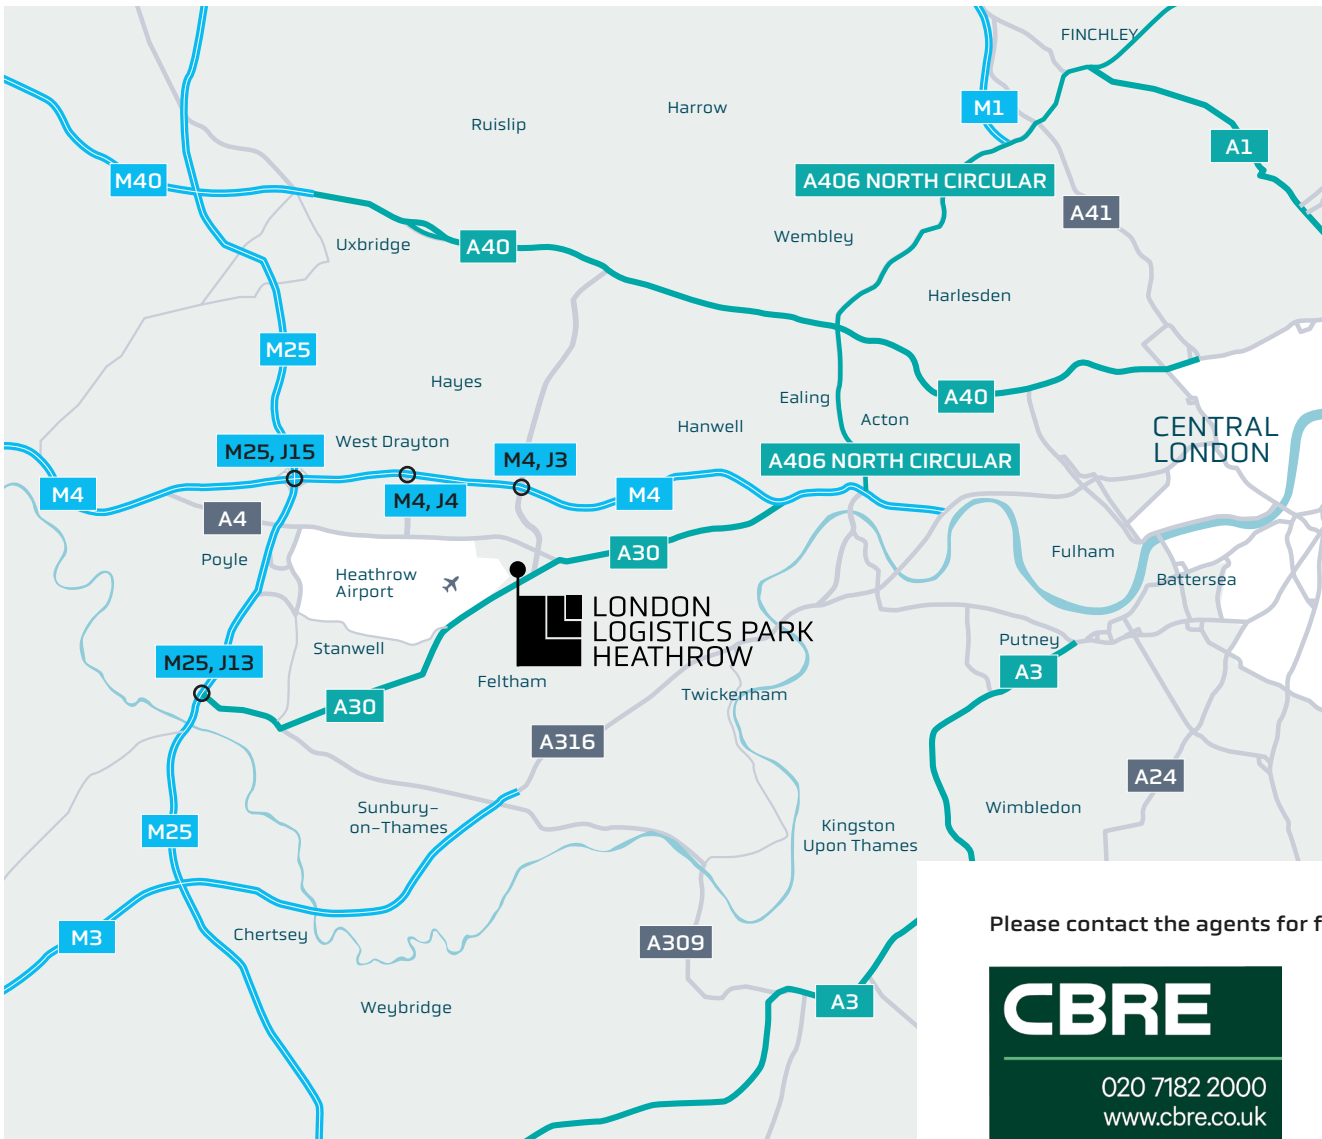 FINCHLEY
M1
Harrow
Ruislip
A1
M40
A406 NORTH CIRCULAR
A41
Wembley
Uxbridge
A40
Harlesden
M25
Hayes
Ealing
A40
Acton
Hanwell
CENTRAL
LONDON
West Drayton
M25, J15
M4, J3
A406 NORTH CIRCULAR
M4
M4, J4
M4
A4
Poyle
A30
Fulham
Heathrow
Airport
Battersea
LONDON
LOGISTICS PARK
HEATHROW
Stanwell
Putney
M25, J13
A3
Feltham
Twickenham
A30
A316
A24
Sunbury-
on-Thames
Wimbledon
M25
Kingston
Upon Thames
M3
Chertsey
A309
Please contact the agents for f
A3
Weybridge
CBRE
020 7182 2000
www.cbre.co.uk